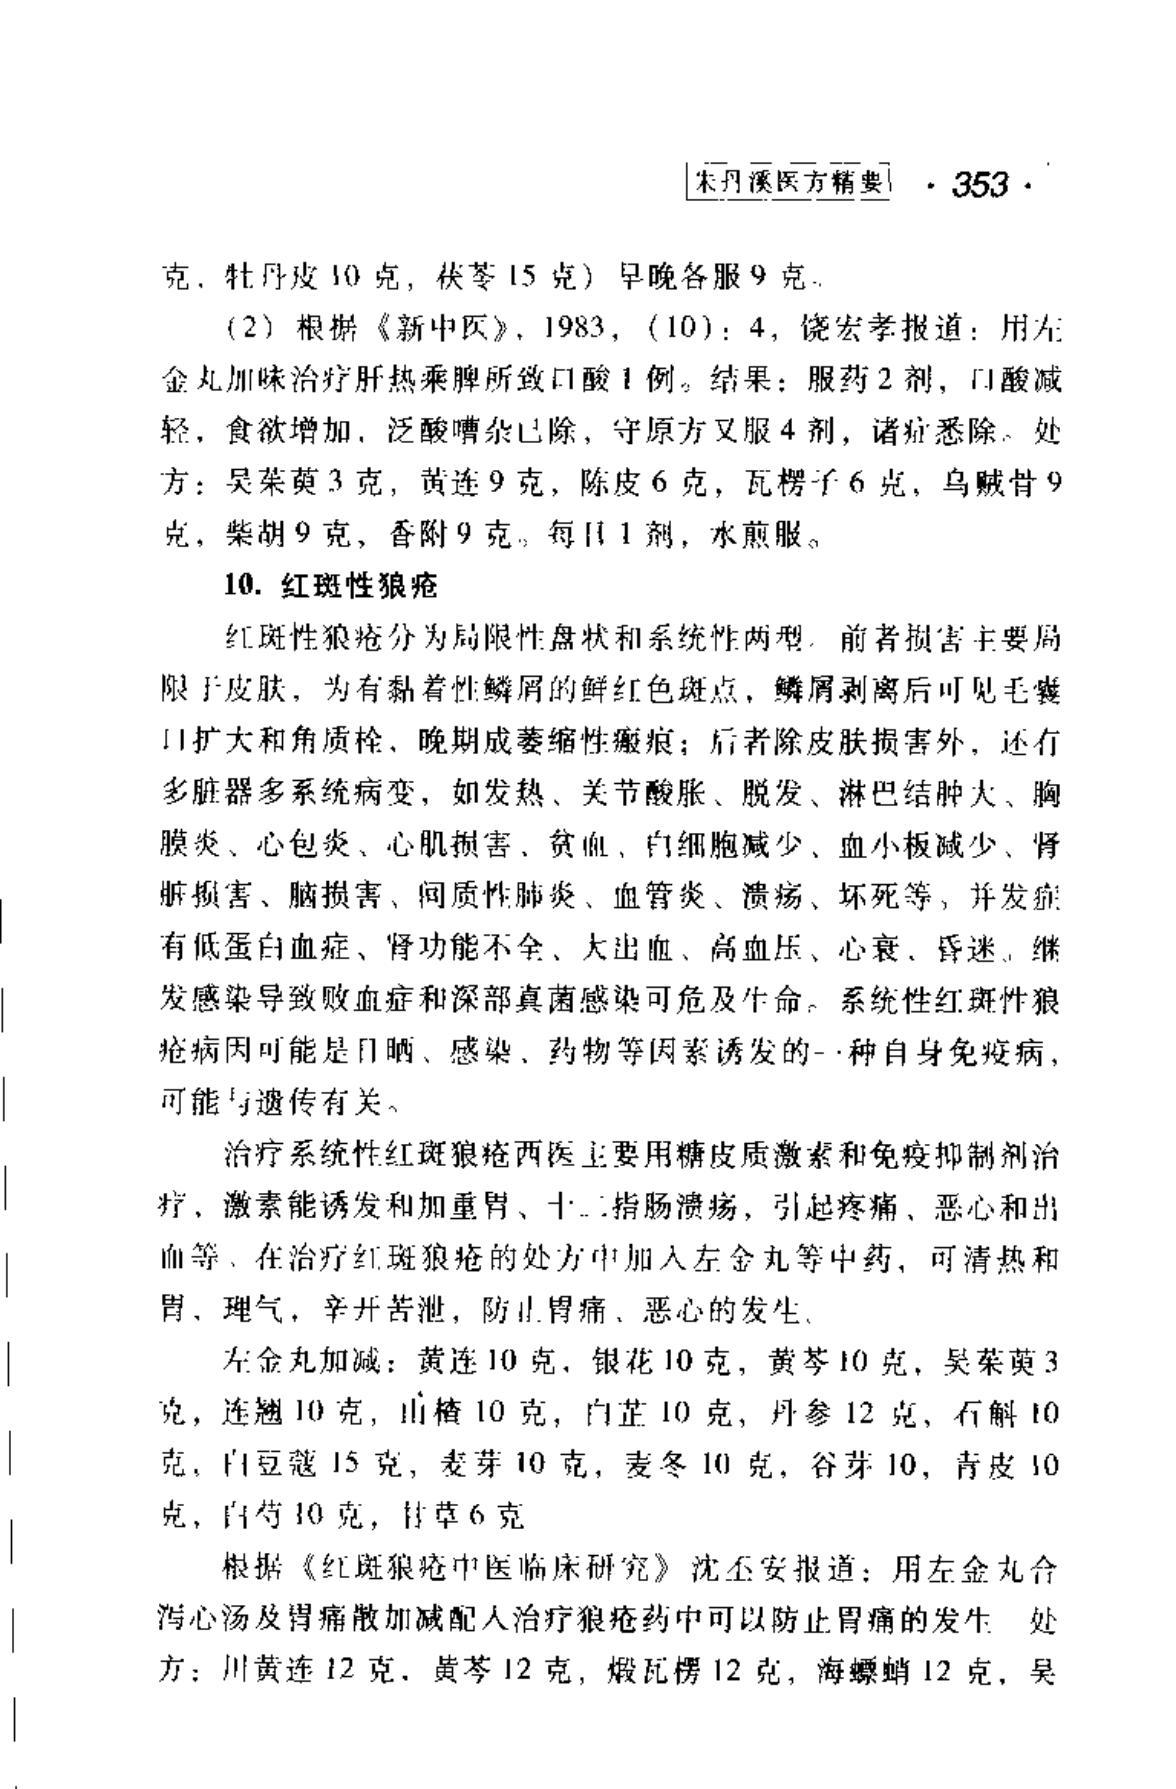 朱丹溪医方精要 · 353 ·
克，牡丹皮 10 克，茯苓 15 克）早晚各服 9 克。
（2）根据《新中医》，1983，（10）：4，饶宏孝报道：用左
金丸加味治疗肝热乘脾所致口酸 1 例。结果：服药 2 剂，口酸减
轻，食欲增加，泛酸嘈杂已除，守原方又服 4 剂，诸症悉除。处
方：吴茱萸 3 克，黄连 9 克，陈皮 6 克，瓦楞子 6 克，乌贼骨 9
克，柴胡 9 克，香附 9 克。每日 1 剂，水煎服。
10. 红斑性狼疮
红斑性狼疮分为局限性盘状和系统性两型。前者损害主要局
限于皮肤，为有黏着性鳞屑的鲜红色斑点，鳞屑剥离后可见毛囊
口扩大和角质栓，晚期成萎缩性瘢痕；后者除皮肤损害外，还有
多脏器多系统病变，如发热、关节酸胀、脱发、淋巴结肿大、胸
膜炎、心包炎、心肌损害、贫血、白细胞减少、血小板减少、肾
脏损害、脑损害、间质性肺炎、血管炎、溃疡、坏死等，并发症
有低蛋白血症、肾功能不全、大出血、高血压、心衰、昏迷。继
发感染导致败血症和深部真菌感染可危及生命。系统性红斑性狼
疮病因可能是日晒、感染、药物等因素诱发的一种自身免疫病，
可能与遗传有关。
治疗系统性红斑狼疮西医主要用糖皮质激素和免疫抑制剂治
疗，激素能诱发和加重胃、十二指肠溃疡，引起疼痛、恶心和出
血等。在治疗红斑狼疮的处方中加入左金丸等中药，可清热和
胃、理气，辛开苦泄，防止胃痛、恶心的发生。
左金丸加减：黄连 10 克，银花 10 克，黄芩 10 克，吴茱萸 3
克，连翘 10 克，山楂 10 克，白芷 10 克，丹参 12 克，石斛 10
克，白豆蔻 15 克，麦芽 10 克，麦冬 10 克，谷芽 10，青皮 10
克，白芍 10 克，甘草 6 克
根据《红斑狼疮中医临床研究》沈丕安报道：用左金丸合
泻心汤及胃痛散加减配人治疗狼疮药中可以防止胃痛的发生 处
方：川黄连 12 克，黄芩 12 克，煅瓦楞 12 克，海螵蛸 12 克，吴